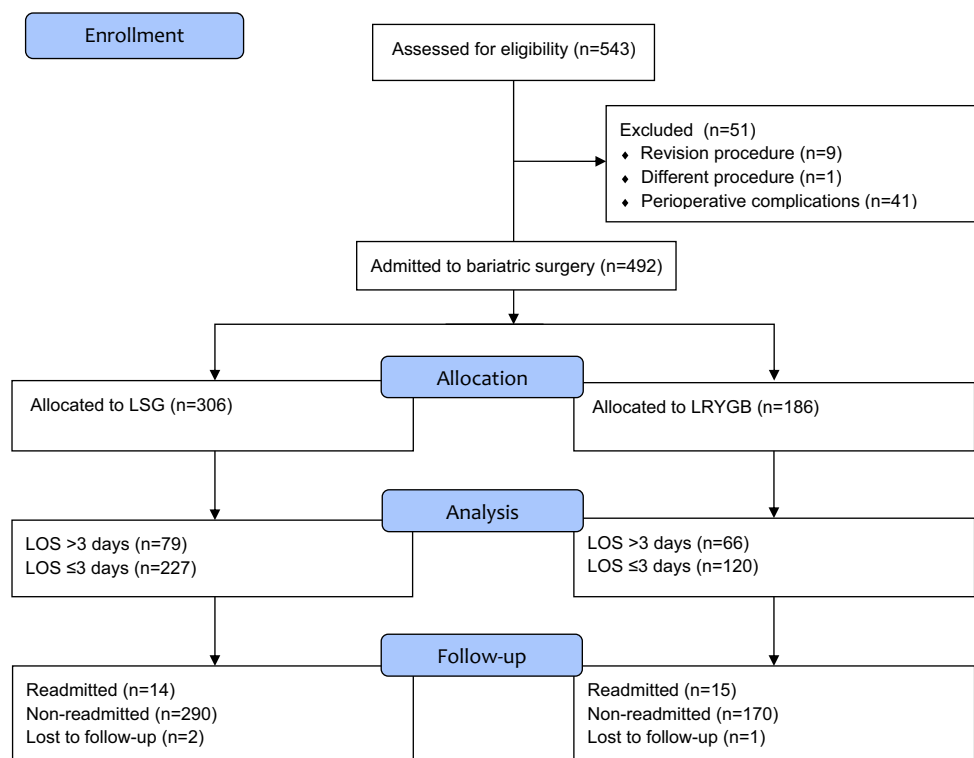 Enrollment
Assessed for eligibility (n=543)
Excluded (n=51)
♦ Revision procedure (n=9)
♦ Different procedure (n=1)
♦ Perioperative complications (n=41)
Admitted to bariatric surgery (n=492)
Allocation
Allocated to LSG (n=306)
Allocated to LRYGB (n=186)
Analysis
LOS >3 days (n=79)
LOS ≤3 days (n=227)
LOS >3 days (n=66)
LOS ≤3 days (n=120)
Follow-up
Readmitted (n=14)
Non-readmitted (n=290)
Lost to follow-up (n=2)
Readmitted (n=15)
Non-readmitted (n=170)
Lost to follow-up (n=1)